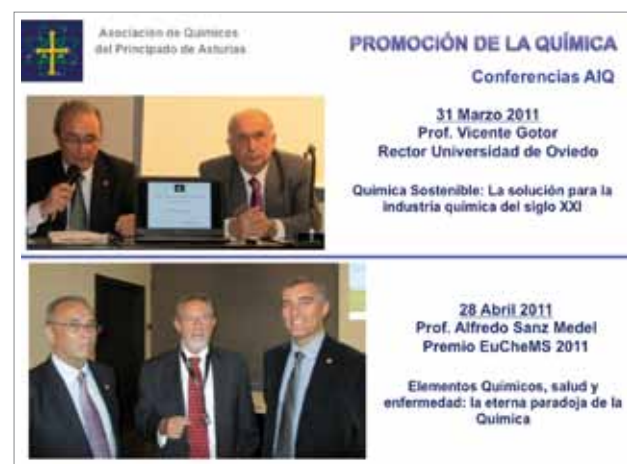 Asociación de Químicos
del Principado de Asturias
PROMOCIÓN DE LA QUÍMICA
Conferencias AIQ
31 Marzo 2011
Prof. Vicente Gotor
Rector Universidad de Oviedo
Química Sostenible: La solución para la
industria química del siglo XXI
28 Abril 2011
Prof. Alfredo Sanz Medel
Premio EuCheMS 2011
Elementos Químicos, salud y
enfermedad: la eterna paradoja de la
Química